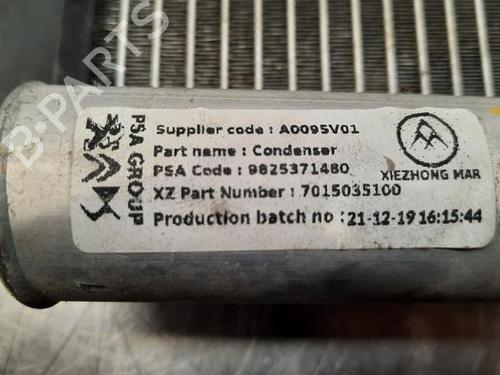 PSA GROUP
Supplier code : A0095V01
Part name : Condenser
PSA Code : 9825371480
XZ Part Number : 7015035100
Production batch no : 21-12-19 16:15:44
XIEZHONG MAR
B-Parts